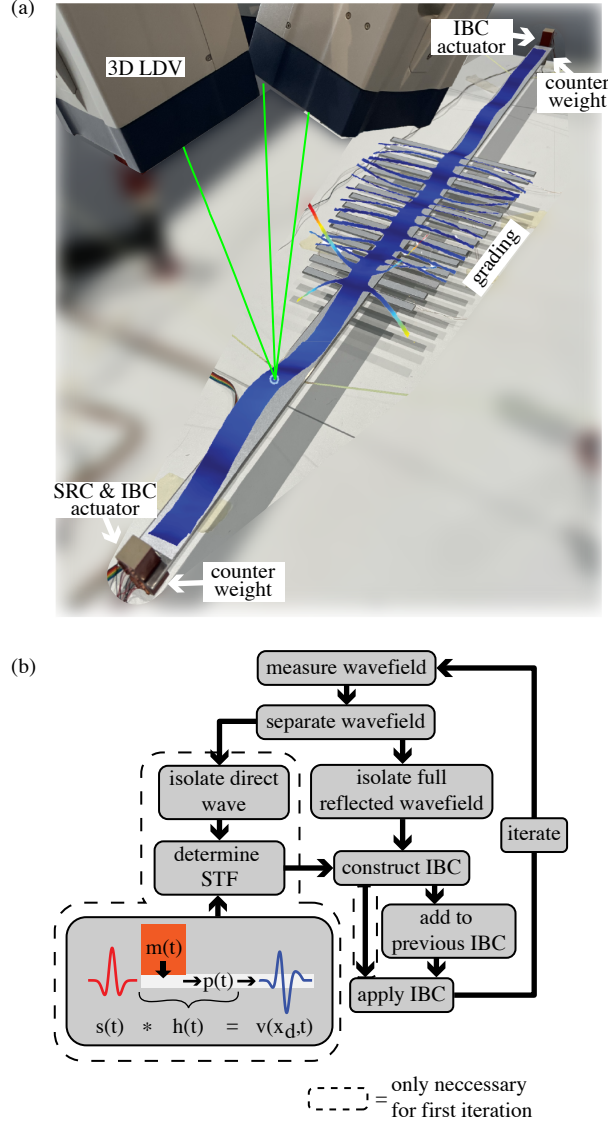 (a)
IBC
actuator
3D LDV
counter
weight
grading
SRC & IBC
actuator
counter
weight
(b)
measure wavefield
separate wavefield
isolate direct
wave
isolate full
reflected wavefield
iterate
determine
STF
construct IBC
m(t)
add to
previous IBC
p(t)
apply IBC
s(t) * h(t) = v(x_d,t)
= only neccessary
for first iteration